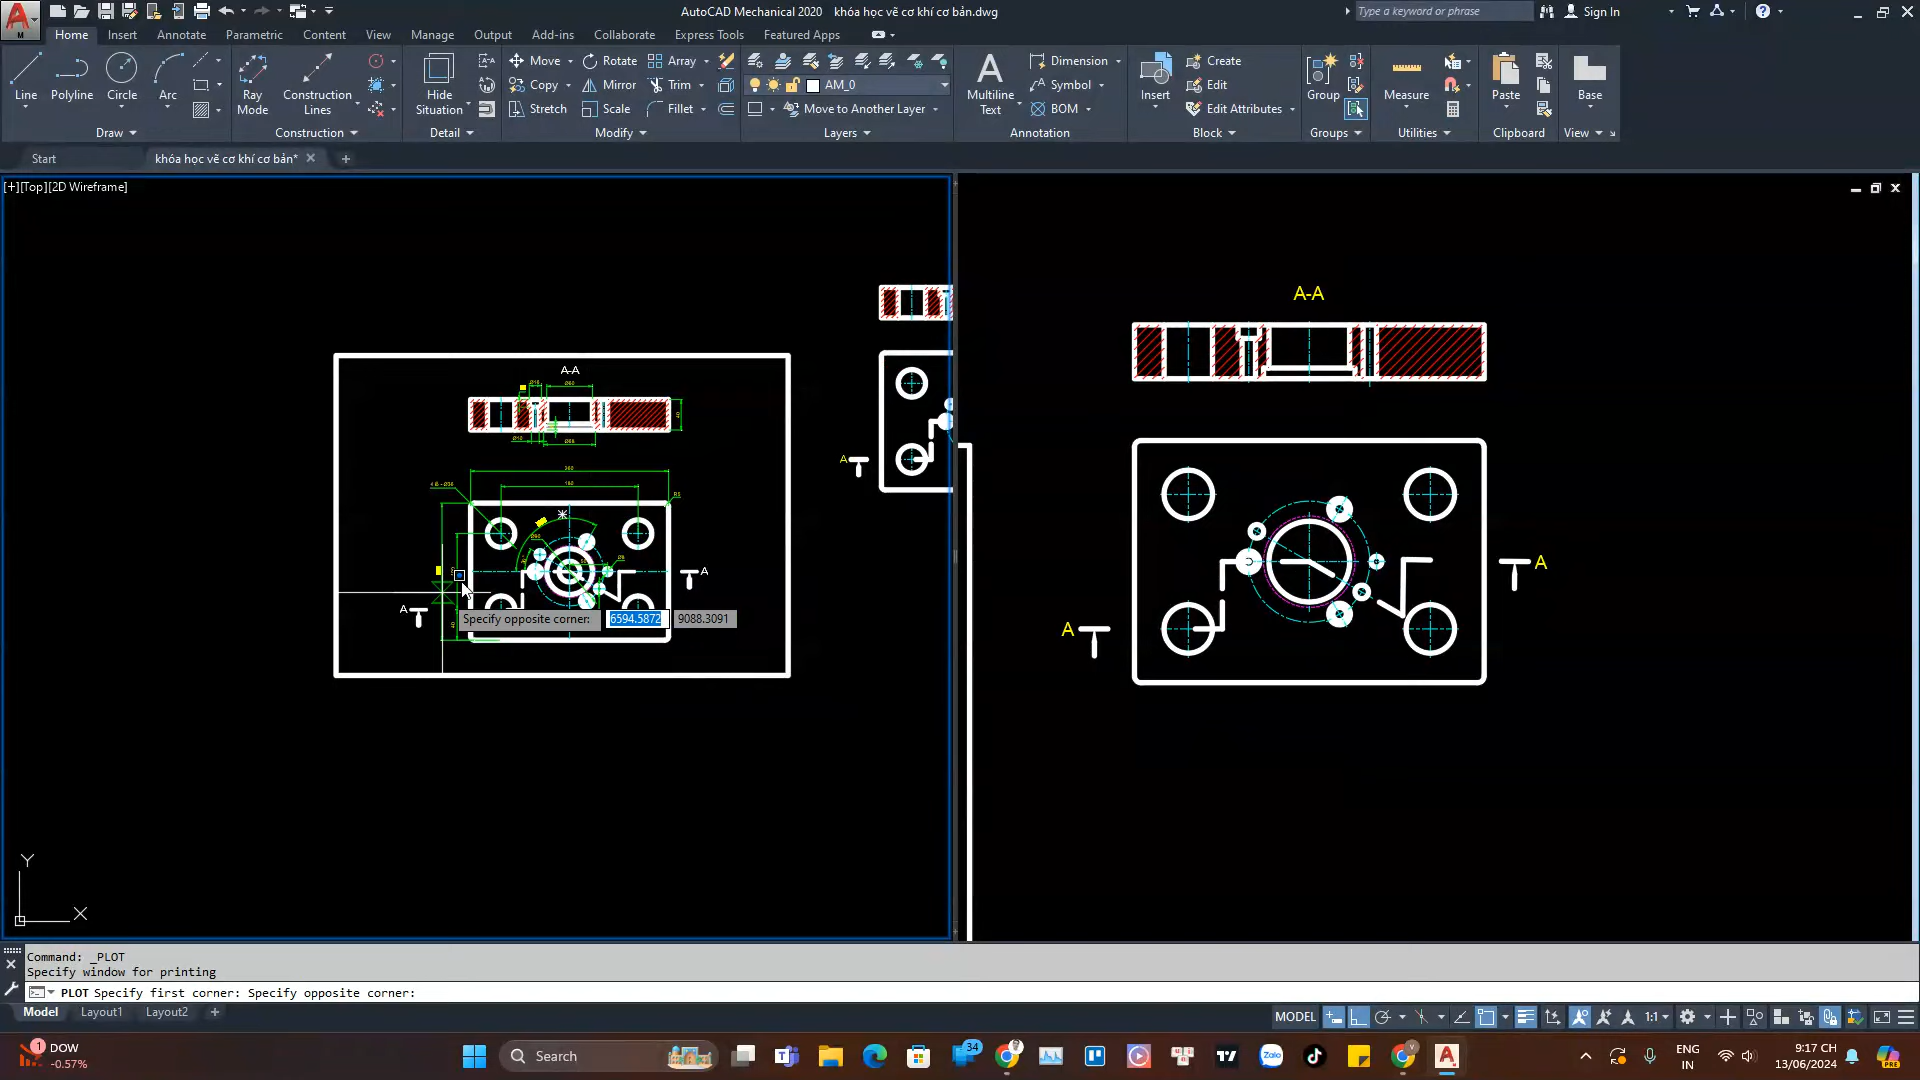 AutoCAD Mechanical 2020 khóa học vẽ cơ khí cơ bản.dwg
Type a keyword or phrase
Sign In
M
Home Insert Annotate Parametric Content View Manage Output Add-ins Collaborate Express Tools Featured Apps
Line Polyline Circle Arc
Ray Mode
Construction Lines
Hide Situation
Move Rotate Array
Copy Mirror Trim
Stretch Scale Fillet
AM_0
Move to Another Layer
Multiline Text
Dimension
Symbol
BOM
Insert
Create
Edit
Edit Attributes
Group
Measure
Paste
Base
Draw Construction Detail Modify Layers Annotation Block Groups Utilities Clipboard View
Start khóa học vẽ cơ khí cơ bản*
[+][Top][2D Wireframe]
A-A
A-A
A
A
A
A
A
Specify opposite corner: 6594.5872 9088.3091
Y
X
Command: _PLOT
Specify window for printing
PLOT Specify first corner: Specify opposite corner:
Model Layout1 Layout2
MODEL
1:1
1
DOW
-0.57%
Search
34
ENG
IN
9:17 CH
13/06/2024
PRE